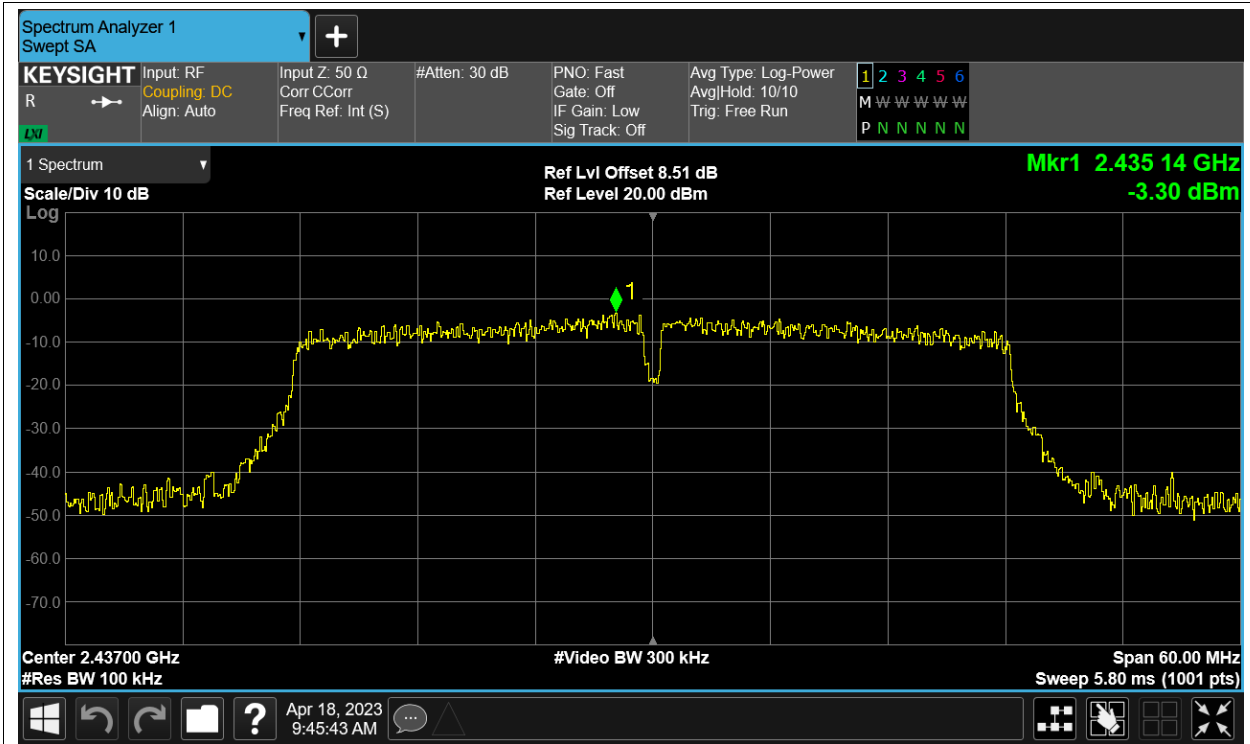 Spectrum Analyzer 1
Swept SA
+
KEYSIGHT
R
LXI
Input: RF
Coupling: DC
Align: Auto
Input Z: 50 Ω
Corr CCorr
Freq Ref: Int (S)
#Atten: 30 dB
PNO: Fast
Gate: Off
IF Gain: Low
Sig Track: Off
Avg Type: Log-Power
Avg|Hold: 10/10
Trig: Free Run
1 2 3 4 5 6
M W W W W W
P N N N N N
1 Spectrum
Scale/Div 10 dB
Ref Lvl Offset 8.51 dB
Ref Level 20.00 dBm
Mkr1 2.435 14 GHz
-3.30 dBm
Log
10.0
0.00
-10.0
-20.0
-30.0
-40.0
-50.0
-60.0
-70.0
1
Center 2.43700 GHz
#Res BW 100 kHz
#Video BW 300 kHz
Span 60.00 MHz
Sweep 5.80 ms (1001 pts)
?
Apr 18, 2023
9:45:43 AM